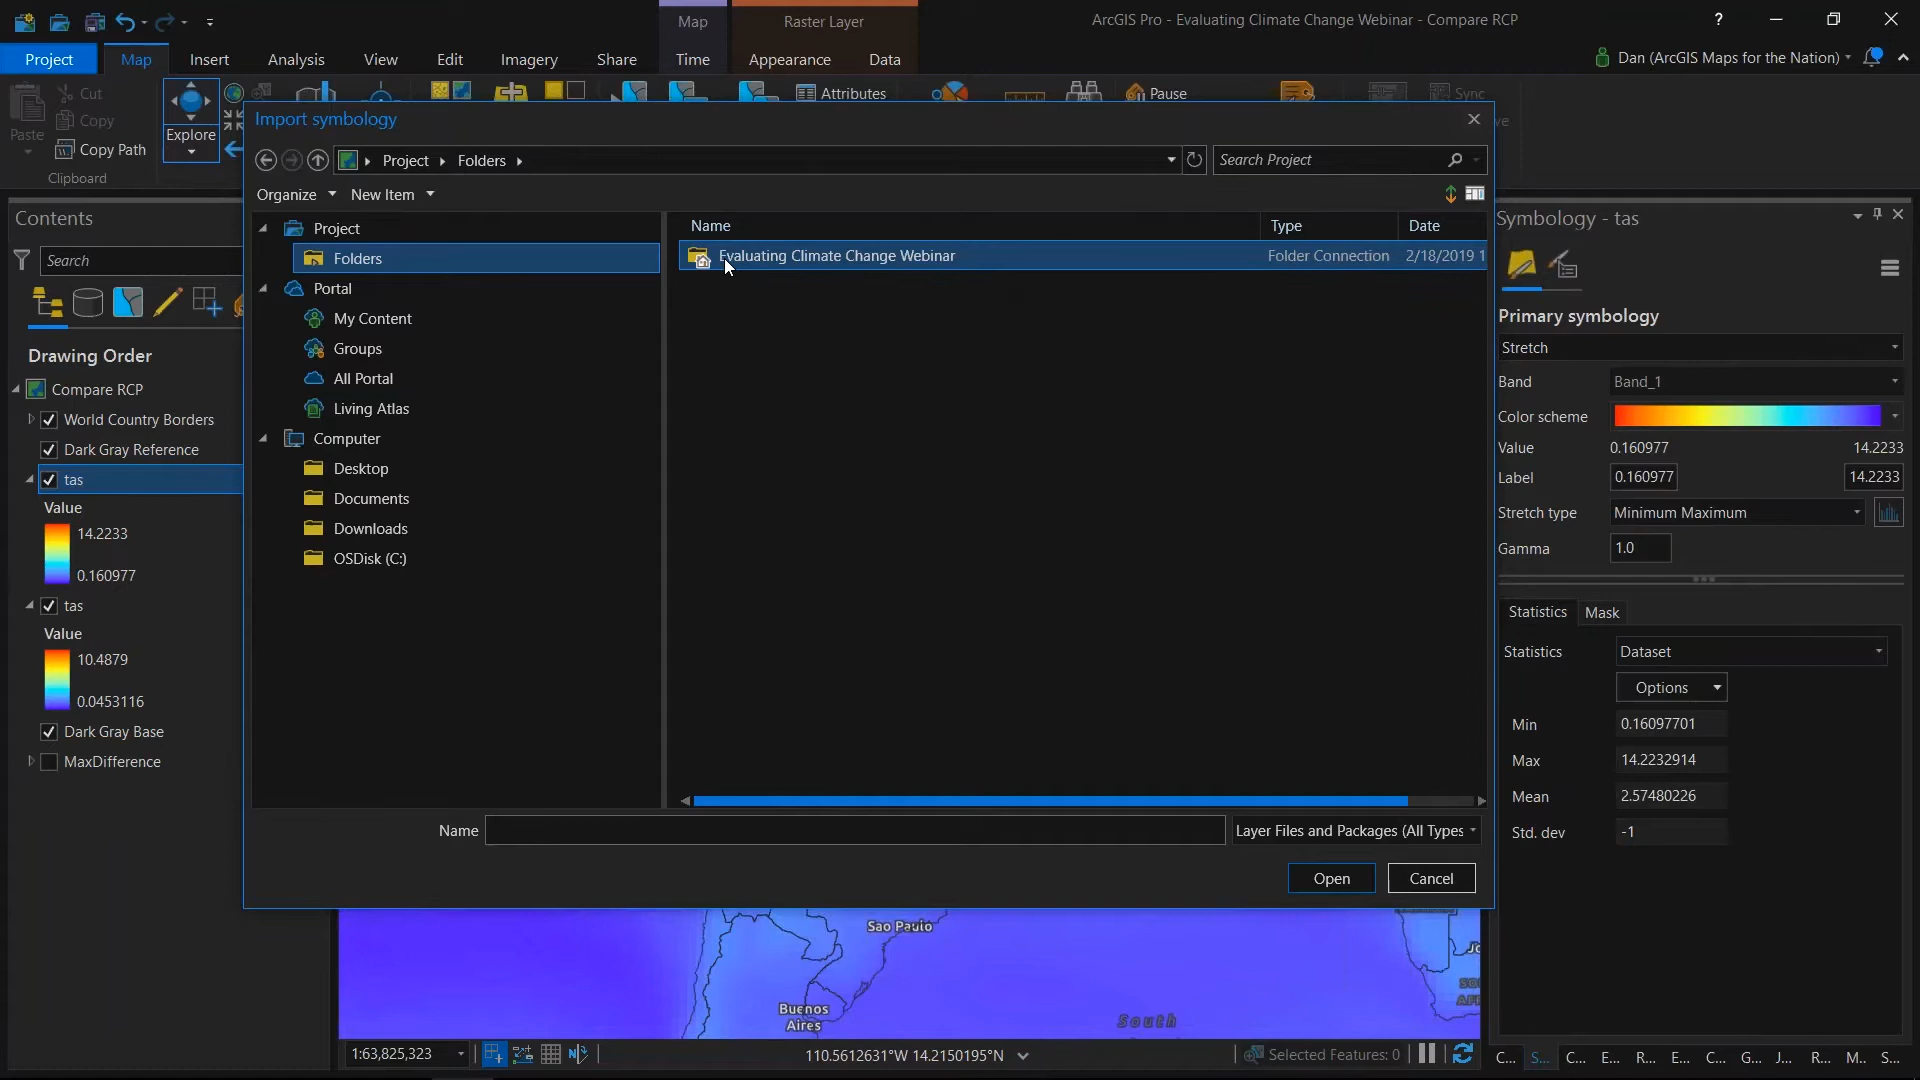 Map
Raster Layer
ArcGIS Pro - Evaluating Climate Change Webinar - Compare RCP
?
Project
Map
Insert
Analysis
View
Edit
Imagery
Share
Time
Appearance
Data
Dan (ArcGIS Maps for the Nation)
Paste
Cut
Copy
Copy Path
Clipboard
Explore
Attributes
Pause
Sync
Import symbology
Project
Folders
Search Project
Organize
New Item
Project
Folders
Portal
My Content
Groups
All Portal
Living Atlas
Computer
Desktop
Documents
Downloads
OSDisk (C:)
Name
Type
Date
Evaluating Climate Change Webinar
Folder Connection
2/18/2019 1
Name
Layer Files and Packages (All Types
Open
Cancel
Contents
Search
Drawing Order
Compare RCP
World Country Borders
Dark Gray Reference
tas
Value
14.2233
0.160977
tas
Value
10.4879
0.0453116
Dark Gray Base
MaxDifference
Symbology - tas
Primary symbology
Stretch
Band
Band_1
Color scheme
Value
0.160977
14.2233
Label
0.160977
14.2233
Stretch type
Minimum Maximum
Gamma
1.0
Statistics
Mask
Statistics
Dataset
Options
Min
0.16097701
Max
14.2232914
Mean
2.57480226
Std. dev
-1
Sao Paulo
Buenos
Aires
South
1:63,825,323
110.5612631°W 14.2150195°N
Selected Features: 0
C...
S...
C...
E...
R...
E...
C...
G...
J...
R...
M..
S...